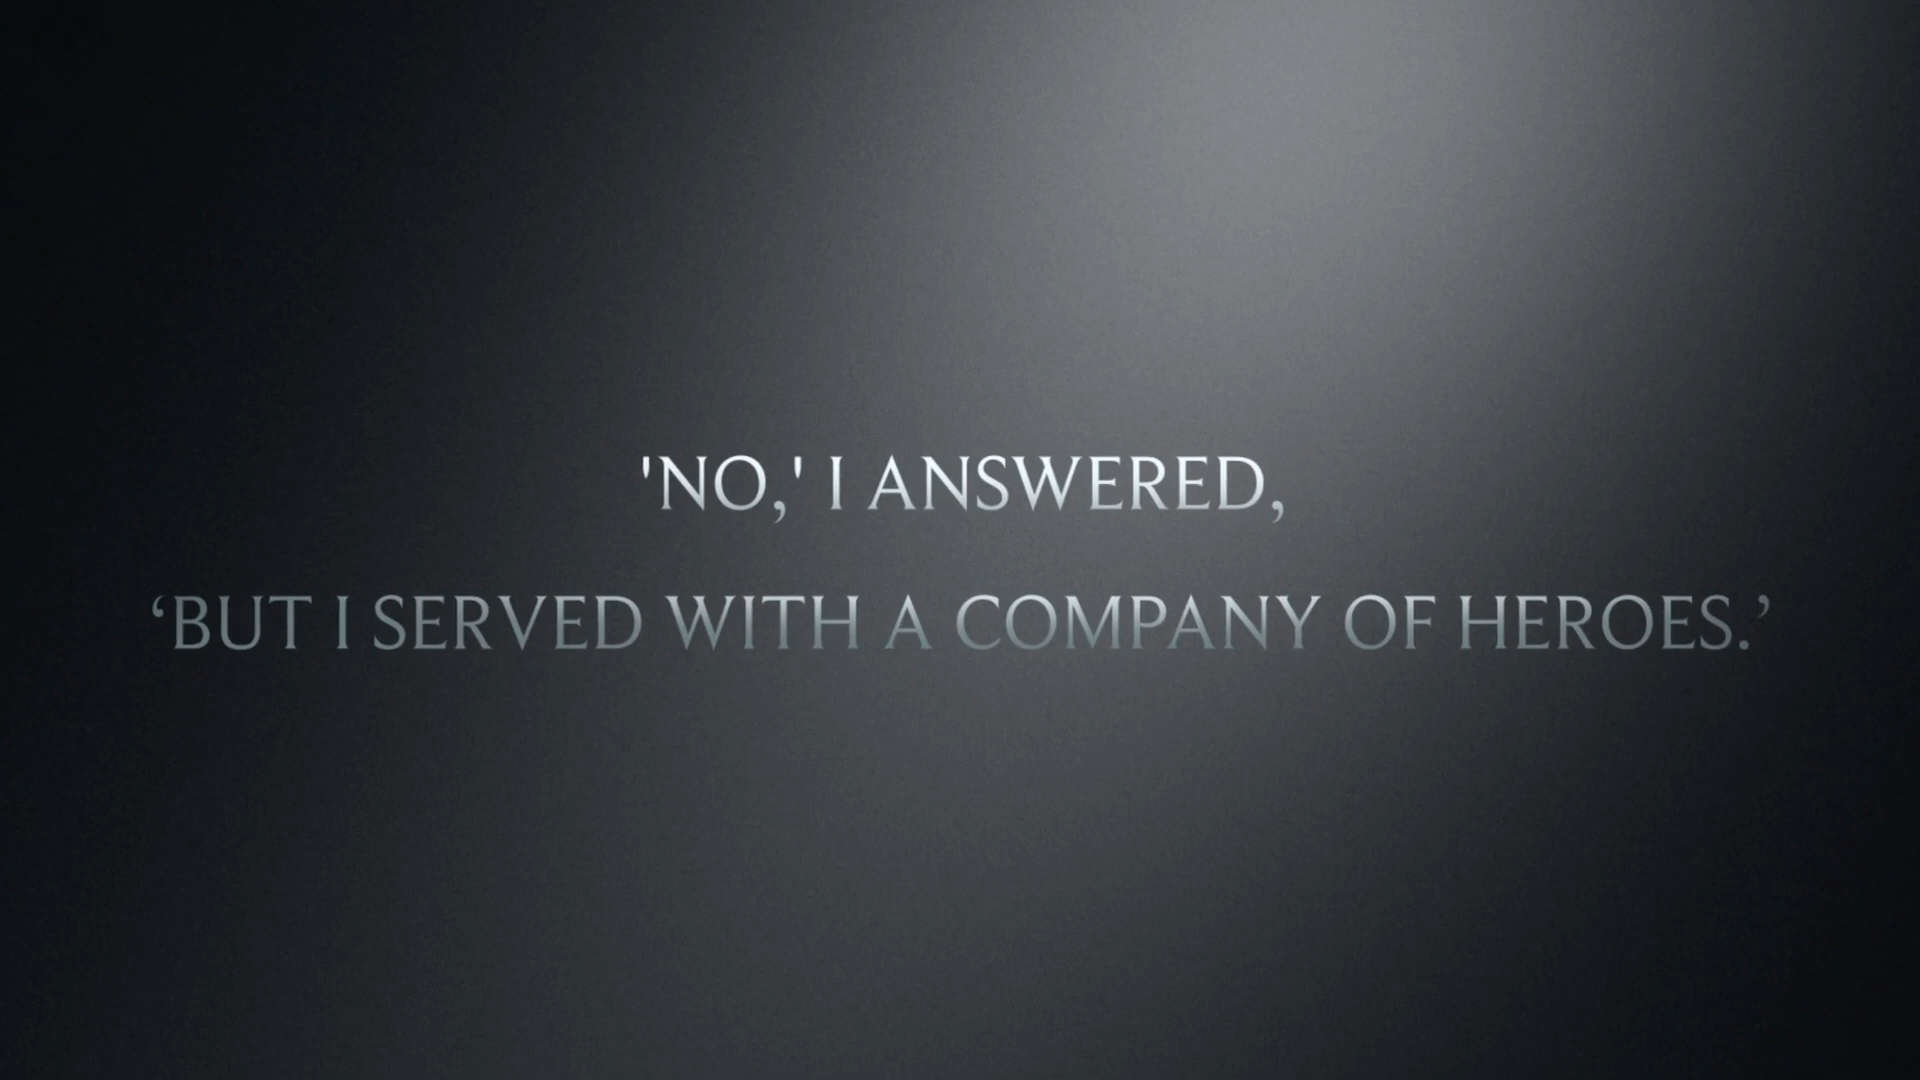 'NO,' I ANSWERED,
‘BUT I SERVED WITH A COMPANY OF HEROES.’